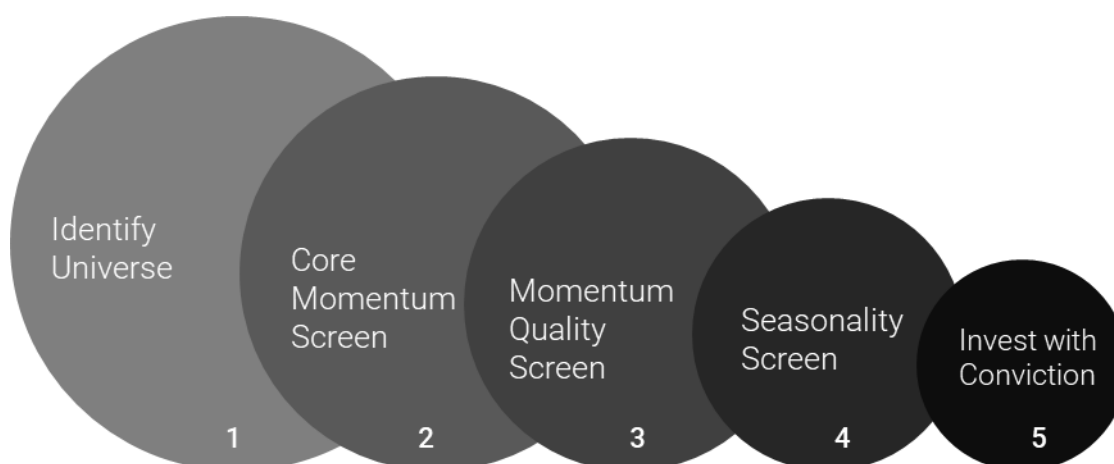 Identify
Universe
1
Core
Momentum
Screen
2
Momentum
Quality
Screen
3
Seasonality
Screen
4
Invest with
Conviction
5